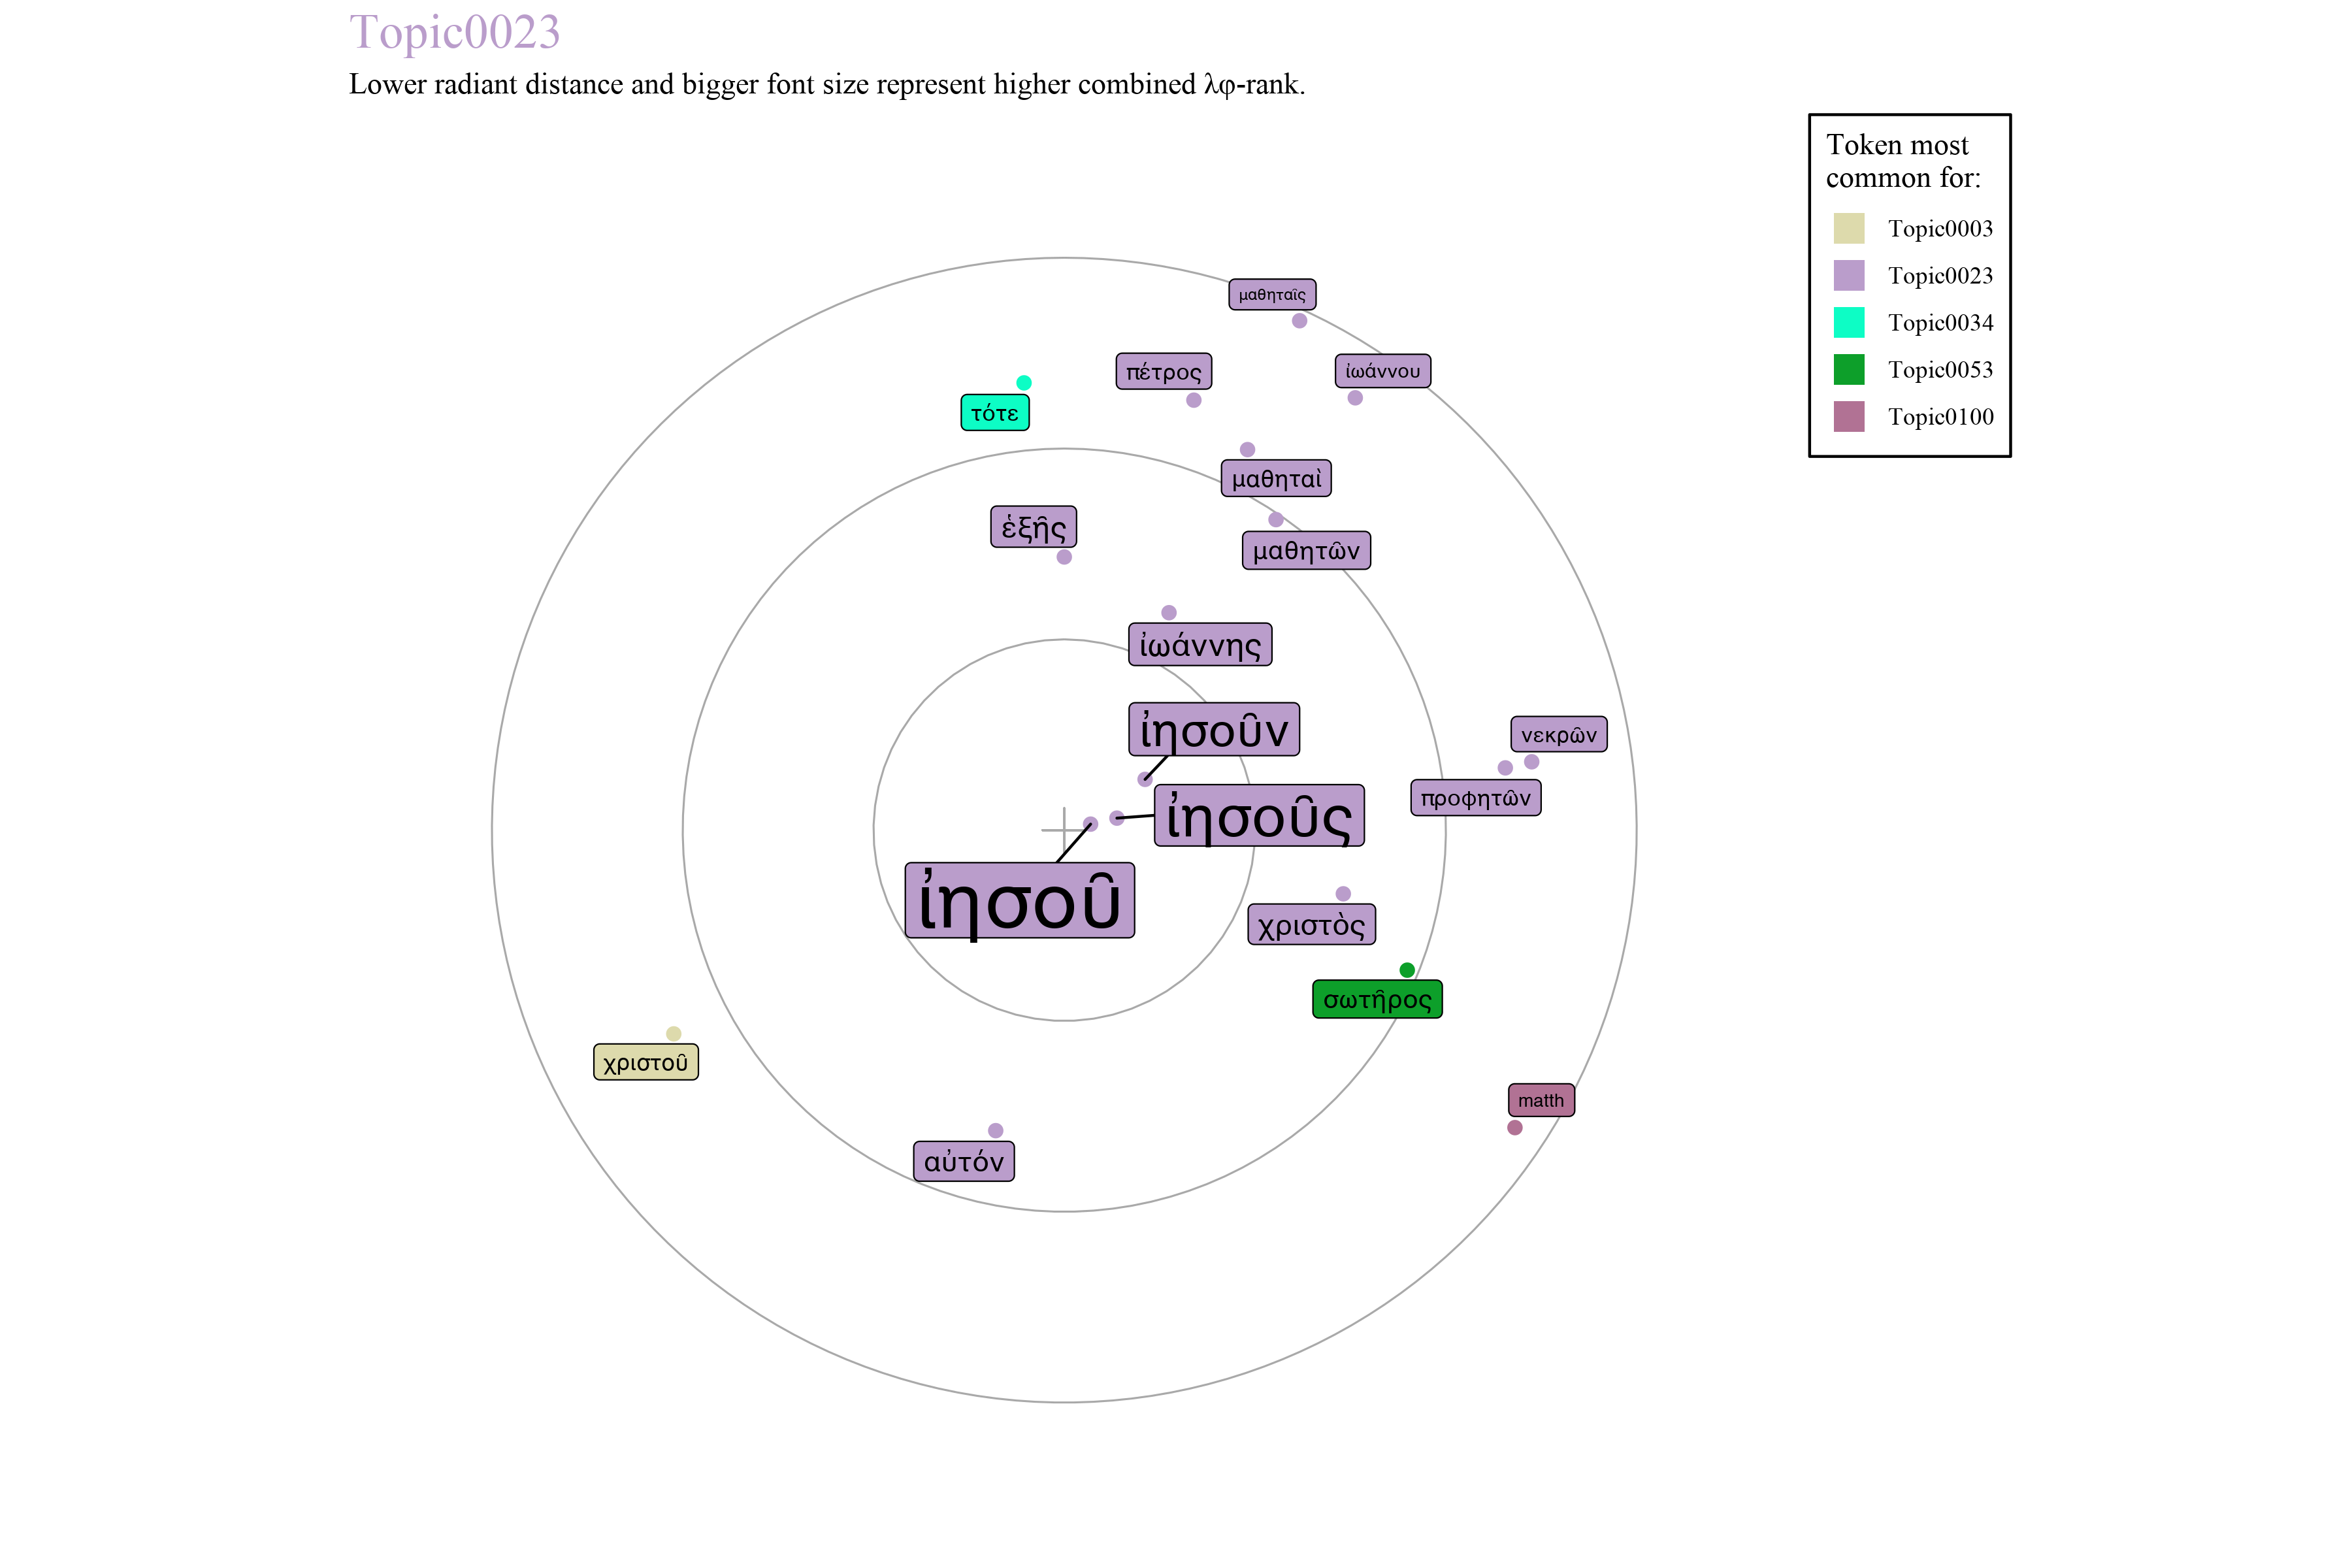 Topic0023
Lower radiant distance and bigger font size represent higher combined λφ-rank.
Token most
common for:
Topic0003
Topic0023
Topic0034
Topic0053
Topic0100
μαθηταῖς
πέτρος
ἰωάννου
τότε
μαθηταὶ
ἑξῆς
μαθητῶν
ἰωάννης
ἰησοῦν
νεκρῶν
προφητῶν
ἰησοῦς
ἰησοῦ
χριστὸς
σωτῆρος
χριστοῦ
matth
αὐτόν